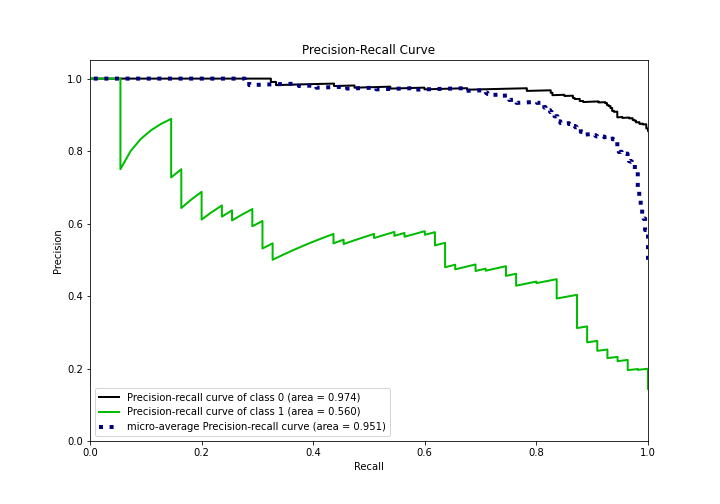 Precision-Recall Curve
1.0
0.8
0.6
0.4
0.2
0.0
Precision
Precision-recall curve of class 0 (area = 0.974)
Precision-recall curve of class 1 (area = 0.560)
micro-average Precision-recall curve (area = 0.951)
0.0 0.2 0.4 0.6 0.8 1.0
Recall